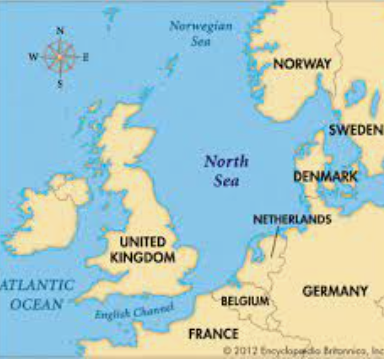 Norwegian
Sea
N
W
E
S
NORWAY
SWEDEN
North
Sea
DENMARK
NETHERLANDS
UNITED
KINGDOM
ATLANTIC
OCEAN
English Channel
BELGIUM
GERMANY
FRANCE
© 2012 Encyclopædia Britannica, Inc